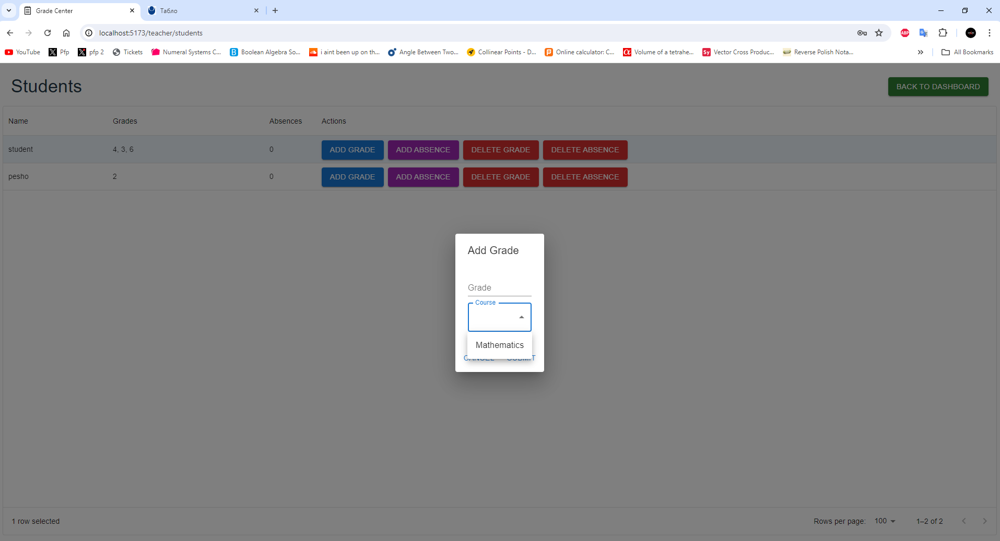 Grade Center
Табло
localhost:5173/teacher/students
ABP
YouTube
Pfp
pfp 2
Tickets
Numeral Systems C...
Boolean Algebra So...
i aint been up on th...
Angle Between Two...
Collinear Points - D...
Online calculator: C...
Volume of a tetrahe...
Sy
Vector Cross Produc...
Reverse Polish Nota...
All Bookmarks
Students
BACK TO DASHBOARD
Name Grades Absences Actions
student 4, 3, 6 0 ADD GRADE ADD ABSENCE DELETE GRADE DELETE ABSENCE
pesho 2 0 ADD GRADE ADD ABSENCE DELETE GRADE DELETE ABSENCE
Add Grade
Grade
Course
Mathematics
CANCEL SUBMIT
1 row selected
Rows per page: 100 1–2 of 2